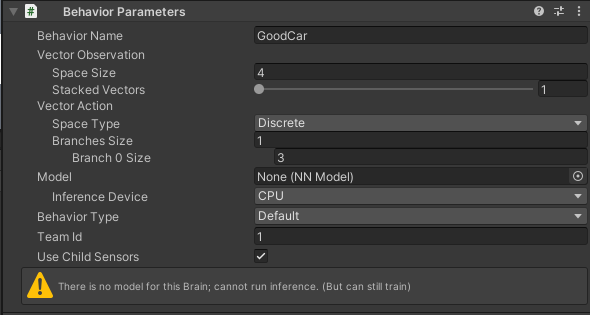 # Behavior Parameters
Behavior Name GoodCar
Vector Observation
Space Size 4
Stacked Vectors 1
Vector Action
Space Type Discrete
Branches Size 1
Branch 0 Size 3
Model None (NN Model)
Inference Device CPU
Behavior Type Default
Team Id 1
Use Child Sensors
There is no model for this Brain; cannot run inference. (But can still train)